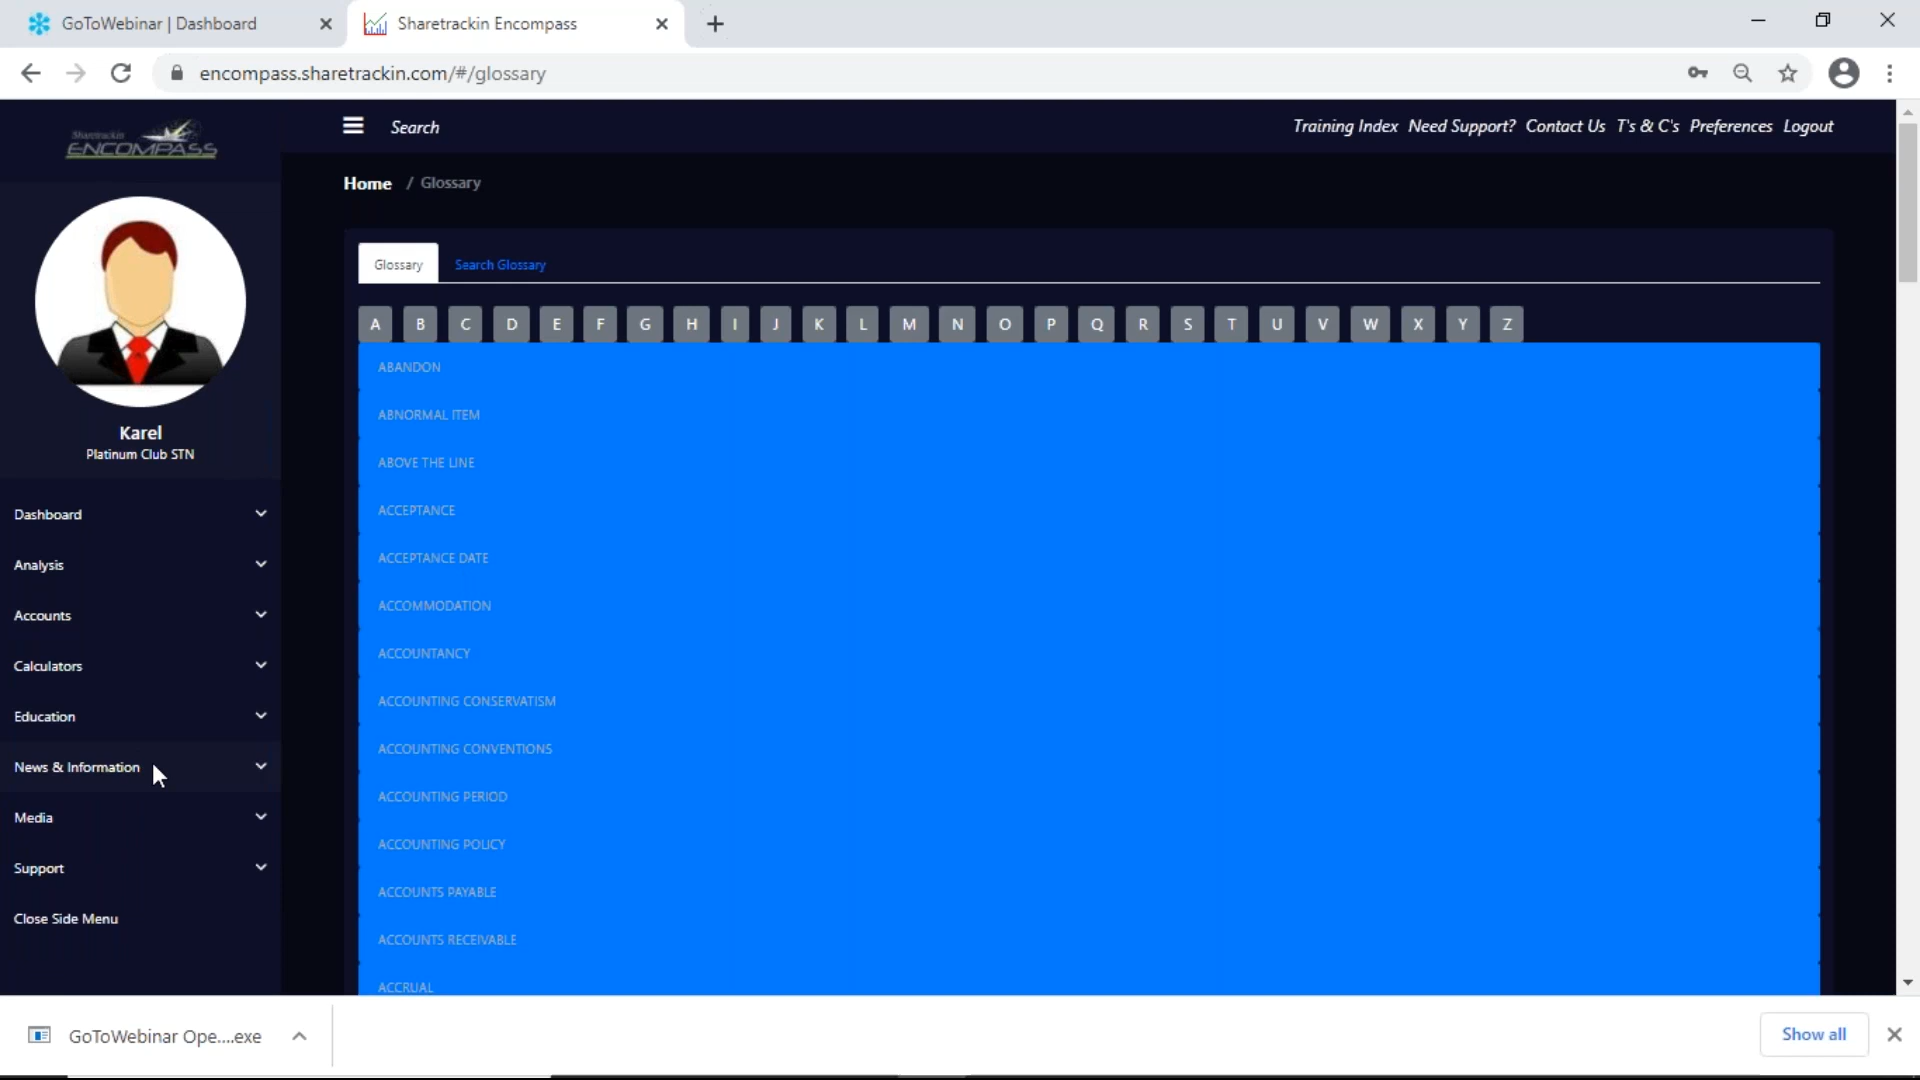 GoToWebinar | Dashboard
Sharetrackin Encompass
encompass.sharetrackin.com/#/glossary
Sharetrackin
ENCOMPASS
Search
Training Index Need Support? Contact Us T's & C's Preferences Logout
Home / Glossary
Glossary Search Glossary
A B C D E F G H I J K L M N O P Q R S T U V W X Y Z
Karel
Platinum Club STN
Dashboard
Analysis
Accounts
Calculators
Education
News & Information
Media
Support
Close Side Menu
ABANDON
ABNORMAL ITEM
ABOVE THE LINE
ACCEPTANCE
ACCEPTANCE DATE
ACCOMMODATION
ACCOUNTANCY
ACCOUNTING CONSERVATISM
ACCOUNTING CONVENTIONS
ACCOUNTING PERIOD
ACCOUNTING POLICY
ACCOUNTS PAYABLE
ACCOUNTS RECEIVABLE
ACCRUAL
GoToWebinar Ope....exe
Show all